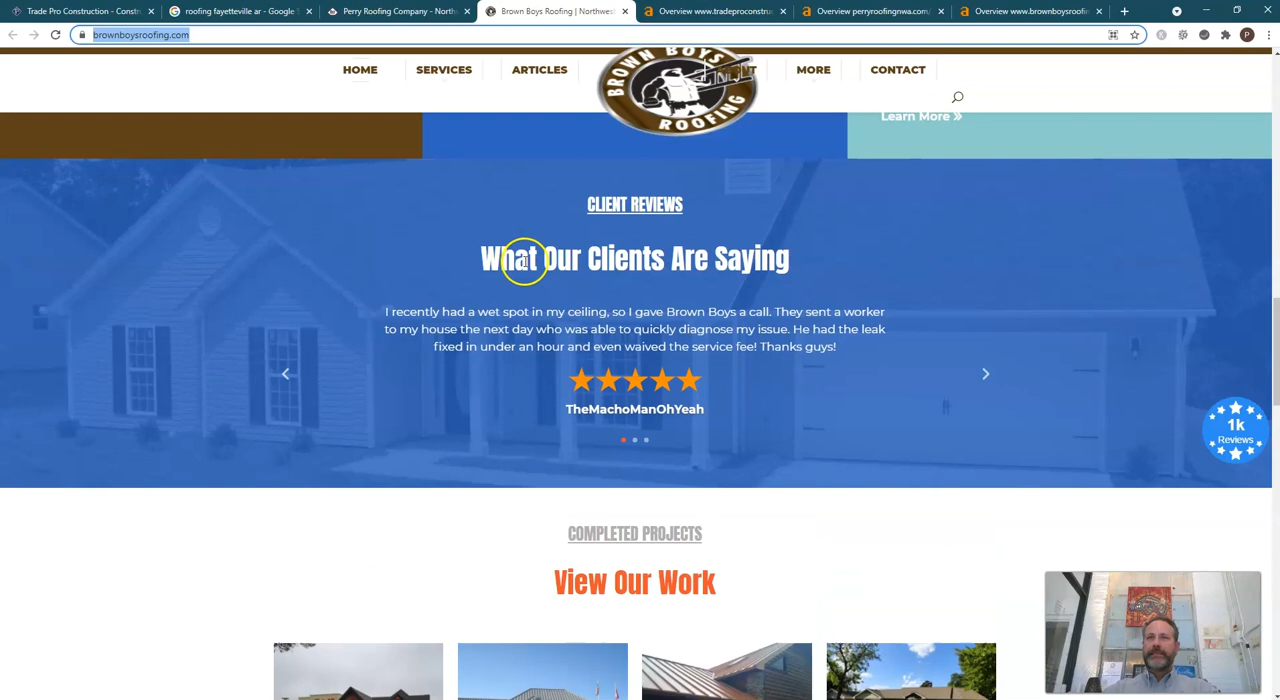 Trade Pro Construction - Constr
roofing fayetteville ar - Google S
Perry Roofing Company - North
Brown Boys Roofing | Northwest
Overview www.tradeproconstruc
Overview perryroofingnwa.com/
Overview www.brownboysroofin
brownboysroofing.com
P
HOME
SERVICES
ARTICLES
BROWN BOYS
ROOFING
MORE
CONTACT
Learn More »
CLIENT REVIEWS
What Our Clients Are Saying
I recently had a wet spot in my ceiling, so I gave Brown Boys a call. They sent a worker
to my house the next day who was able to quickly diagnose my issue. He had the leak
fixed in under an hour and even waived the service fee! Thanks guys!
TheMachoManOhYeah
1k
Reviews
COMPLETED PROJECTS
View Our Work